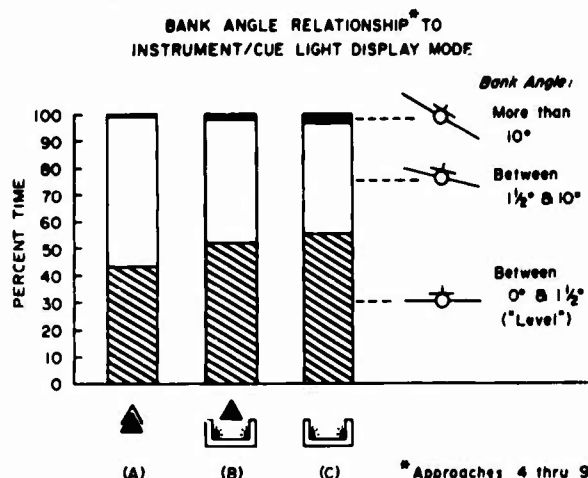 BANK ANGLE RELATIONSHIP* TO
INSTRUMENT/CUE LIGHT DISPLAY MODE
Bank Angle:
More than
10°
Between
1½° & 10°
Between
0° & 1½°
("Level")
PERCENT TIME
100
90
80
70
60
50
40
30
20
10
0
(A) (B) (C)
*Approaches 4 thru 9